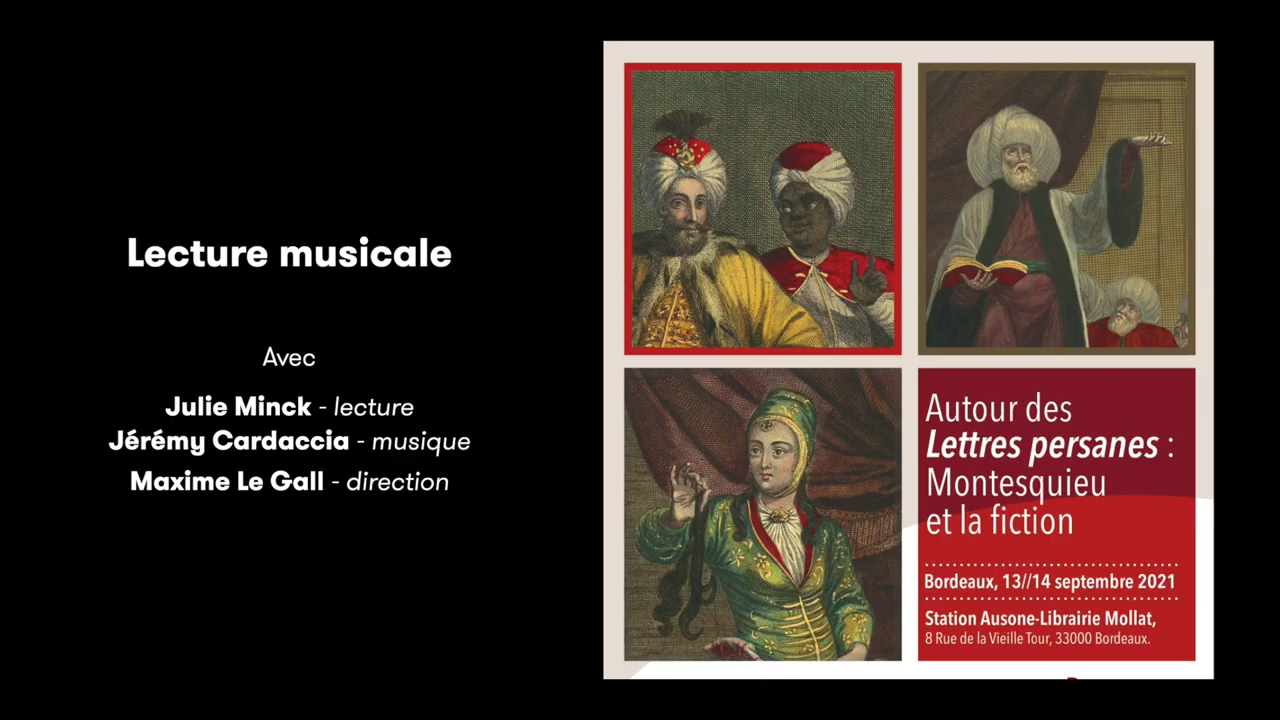 Lecture musicale
Avec
Julie Minck - lecture
Jérémy Cardaccia - musique
Maxime Le Gall - direction
Autour des
Lettres persanes :
Montesquieu
et la fiction
Bordeaux, 13//14 septembre 2021
Station Ausone-Librairie Mollat,
8 Rue de la Vieille Tour, 33000 Bordeaux.